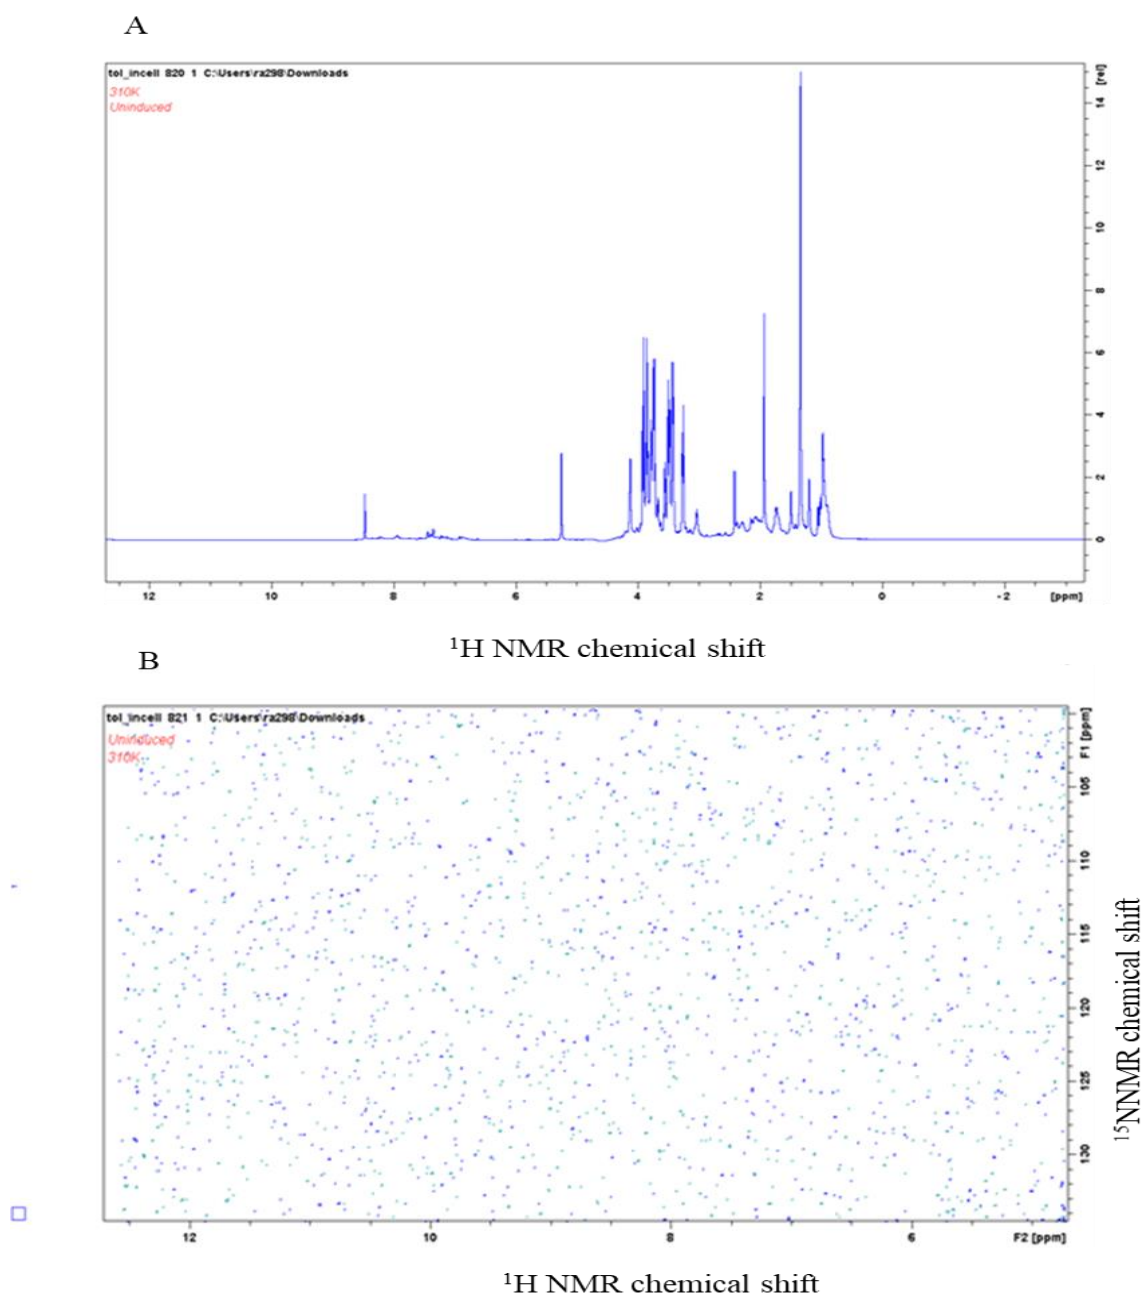 A
tol_incell 820 1 C:\Users\ra298\Downloads
310K
Uninduced
[rel]
14
12
10
8
6
4
2
0
12 10 8 6 4 2 0 -2 [ppm]
¹H NMR chemical shift
B
tol_incell 821 1 C:\Users\ra298\Downloads
Uninduced
310K
F1 [ppm]
105
110
115
120
125
130
¹⁵NNMR chemical shift
12 10 8 6 F2 [ppm]
¹H NMR chemical shift